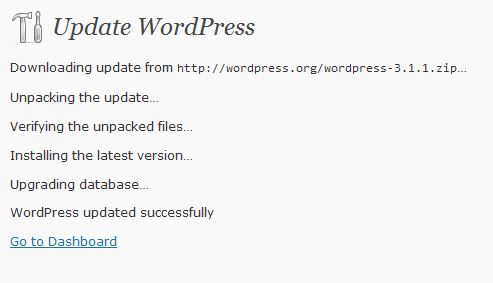 Update WordPress
Downloading update from http://wordpress.org/wordpress-3.1.1.zip…
Unpacking the update…
Verifying the unpacked files…
Installing the latest version…
Upgrading database…
WordPress updated successfully
Go to Dashboard